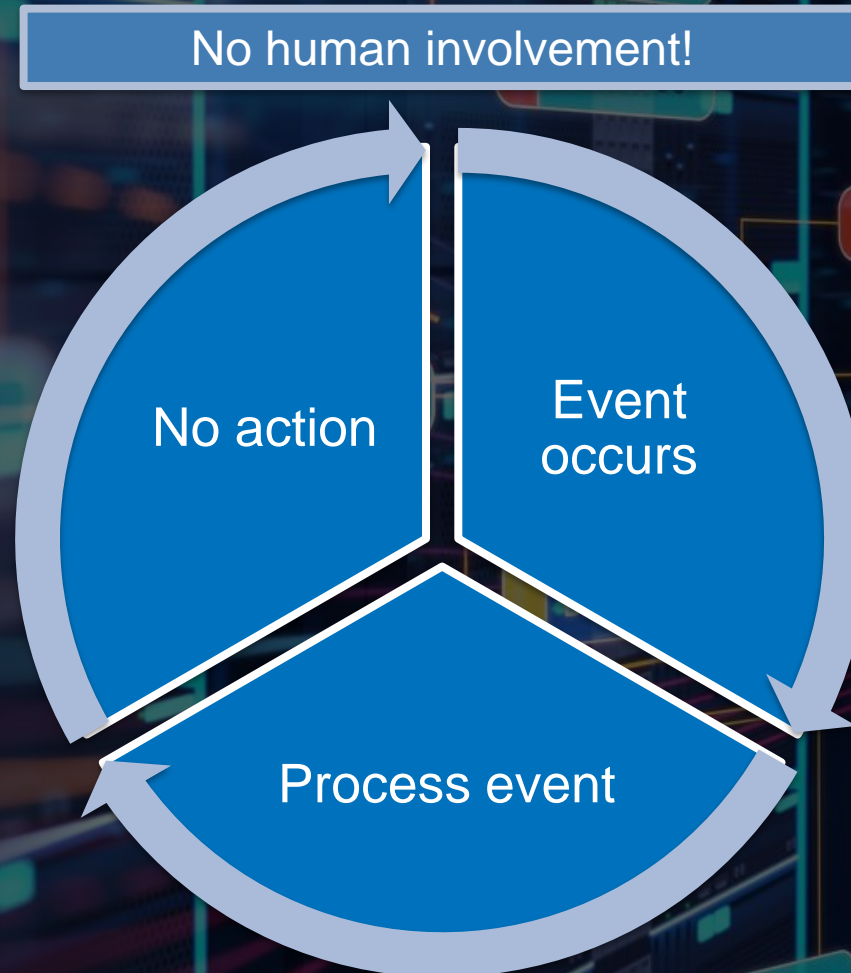 No human involvement!
No action
Event
occurs
Process event